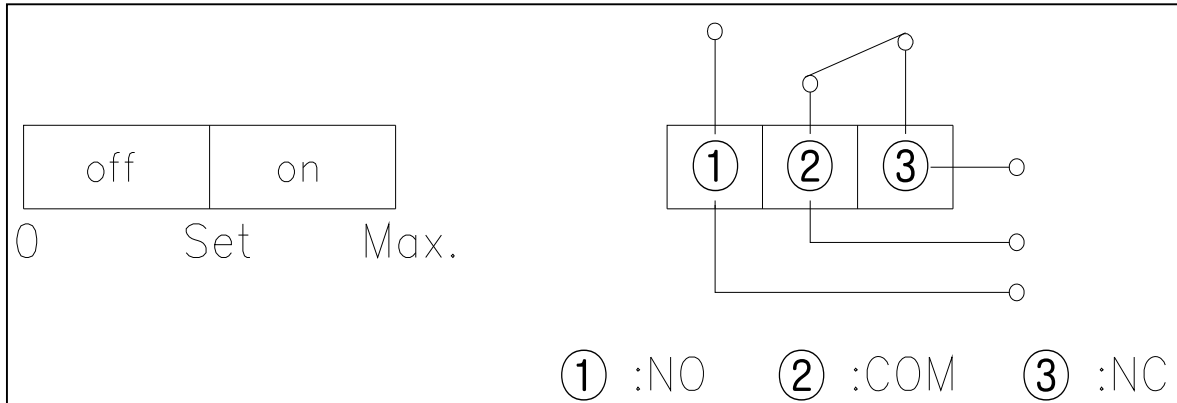 off on
0 Set Max.
① ② ③
① :NO ② :COM ③ :NC